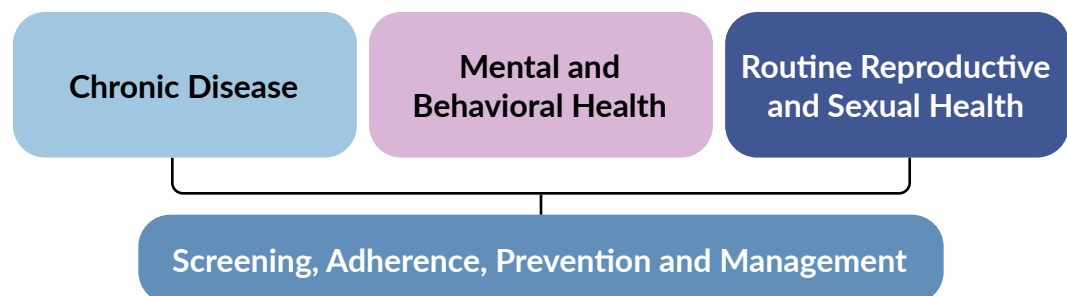 Chronic Disease
Mental and
Behavioral Health
Routine Reproductive
and Sexual Health
Screening, Adherence, Prevention and Management